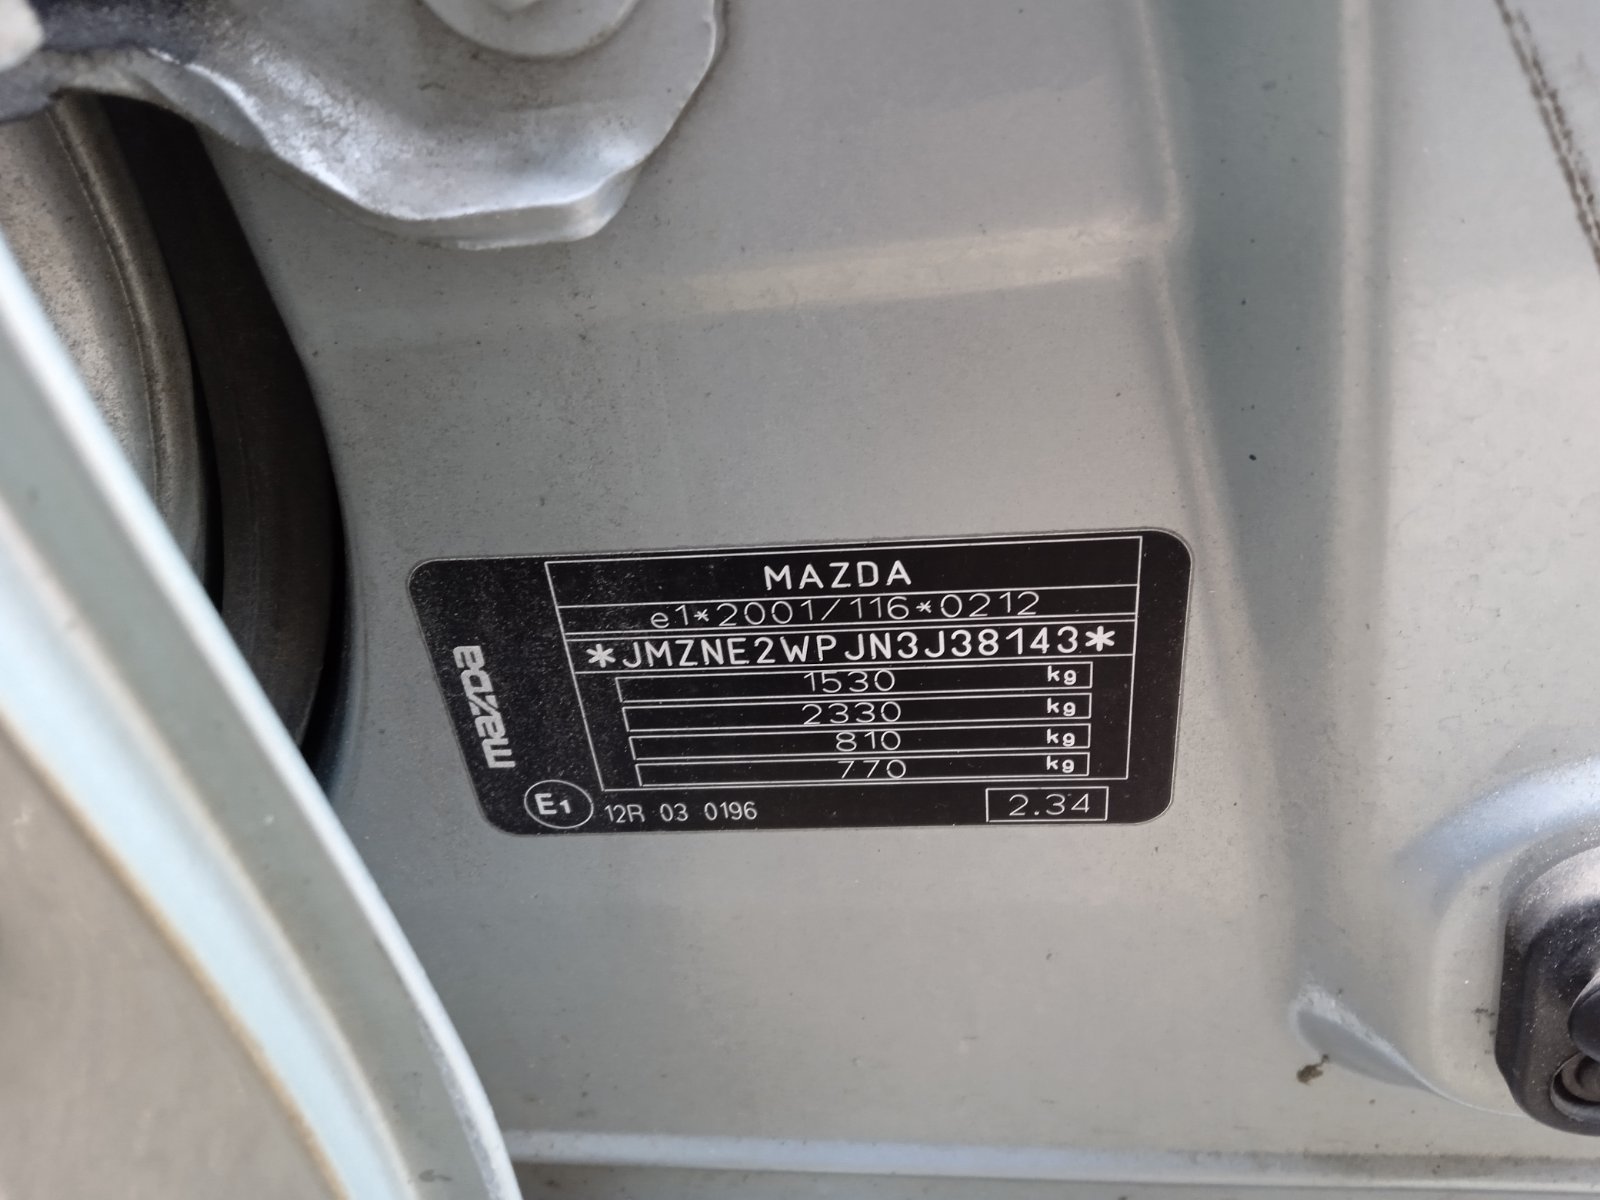 MAZDA
e1*2001/116*0212
*JMZNE2WPJN3J38143*
1530 kg
2330 kg
810 kg
770 kg
mazda
E1 12R 03 0196
2.34